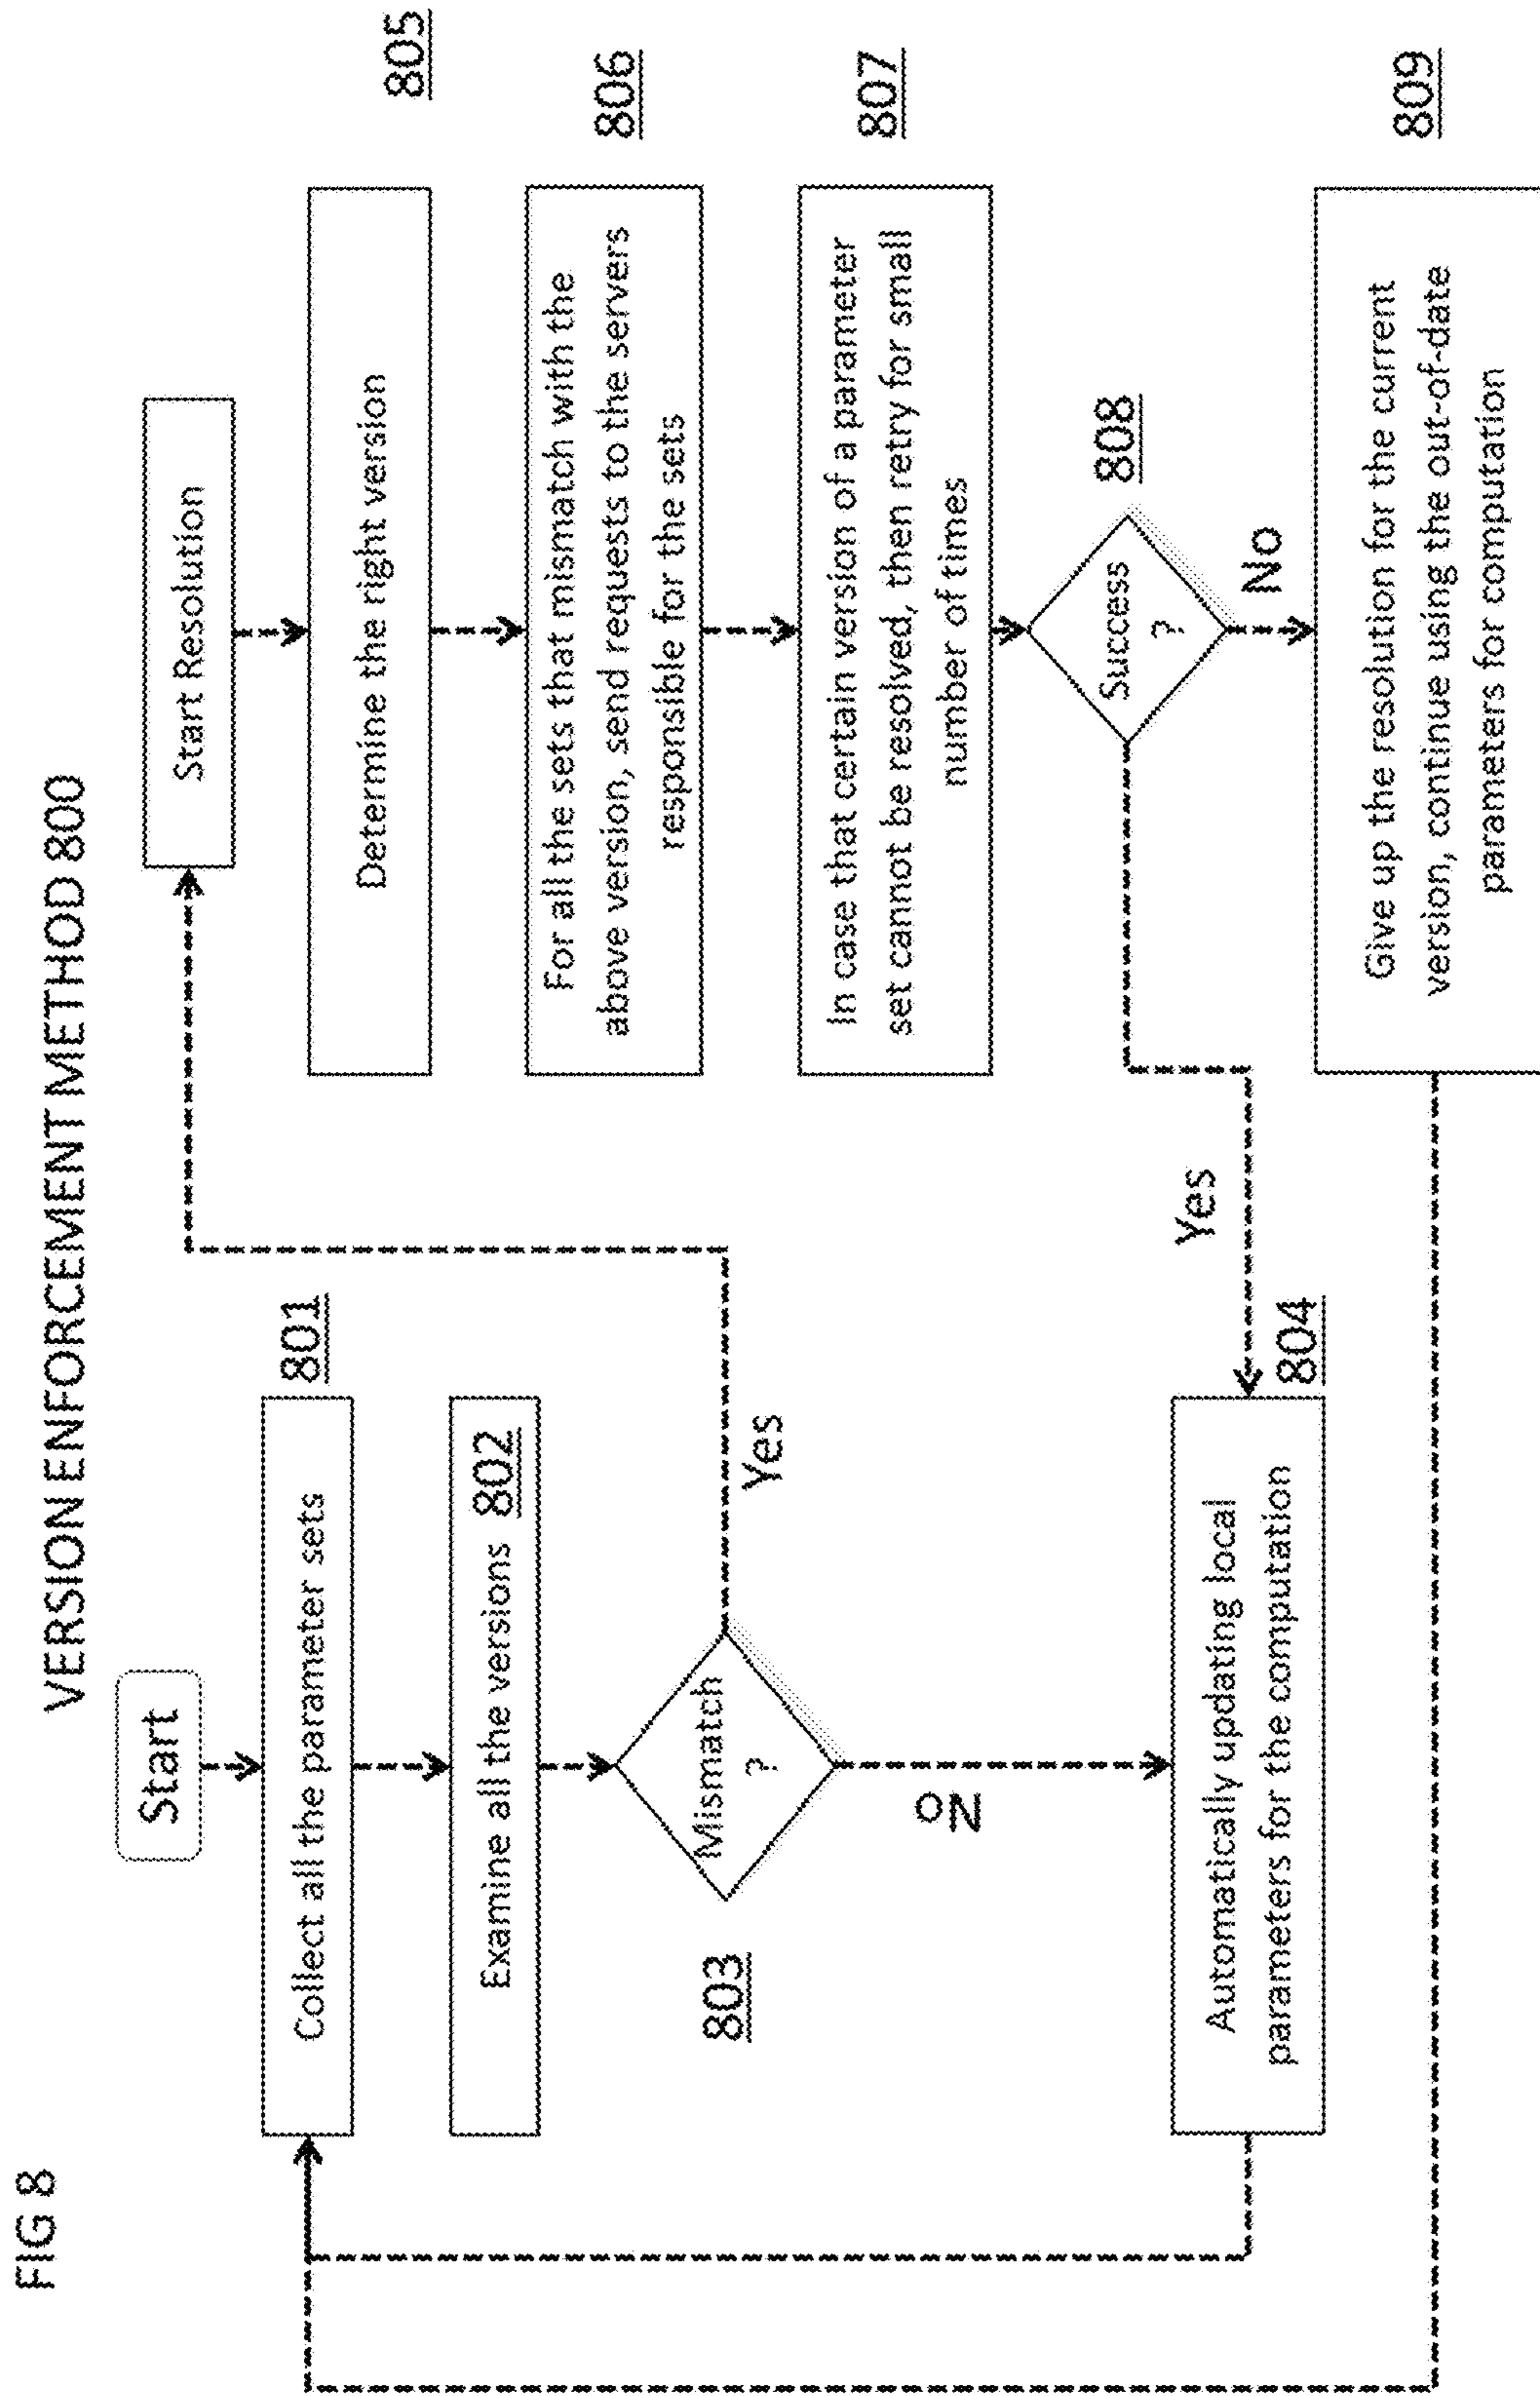 FIG 8
VERSION ENFORCEMENT METHOD 800
Start
Collect all the parameter sets
801
Examine all the versions 802
Mismatch
?
803
Yes
No
Automatically updating local
parameters for the computation
804
Start Resolution
Determine the right version
805
For all the sets that mismatch with the
above version, send requests to the servers
responsible for the sets
806
In case that certain version of a parameter
set cannot be resolved, then retry for small
number of times
807
Success
?
808
Yes
No
Give up the resolution for the current
version, continue using the out-of-date
parameters for computation
809